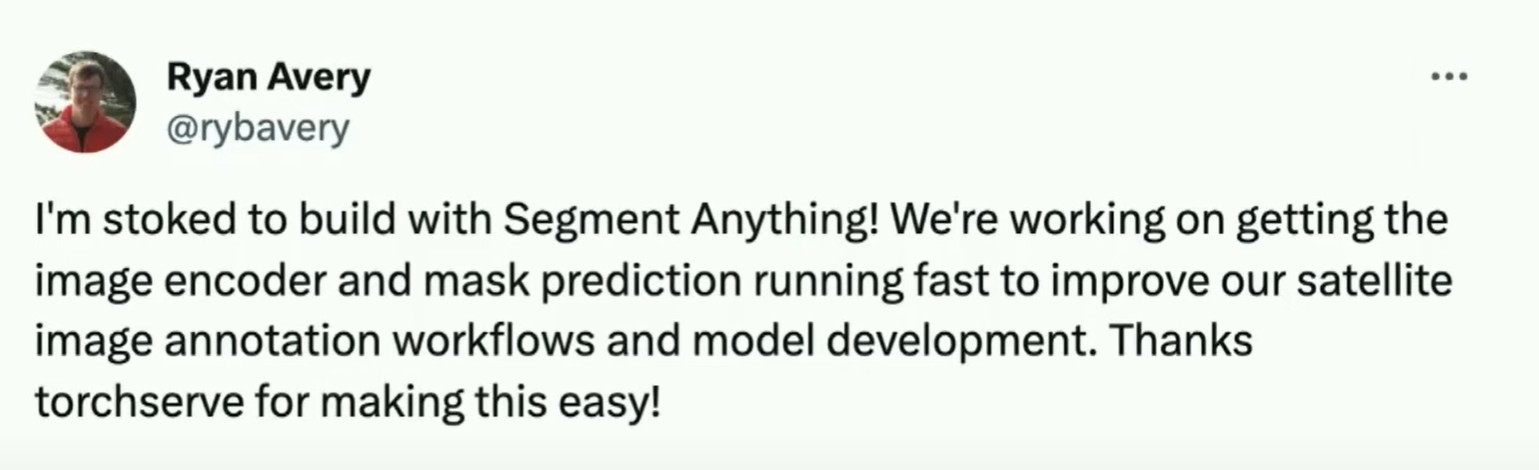 Ryan Avery
@rybavery
I'm stoked to build with Segment Anything! We're working on getting the
image encoder and mask prediction running fast to improve our satellite
image annotation workflows and model development. Thanks
torchserve for making this easy!